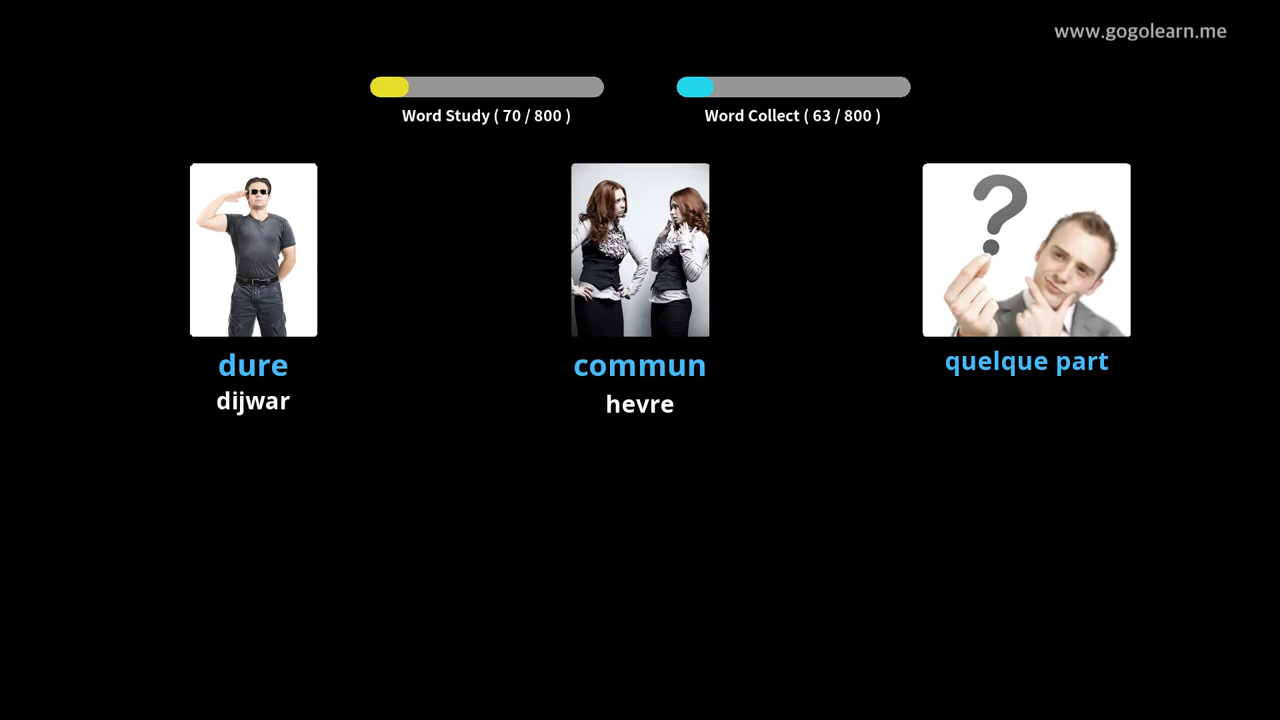 www.gogolearn.me
Word Study ( 70 / 800 )
Word Collect ( 63 / 800 )
dure
dijwar
commun
hevre
quelque part